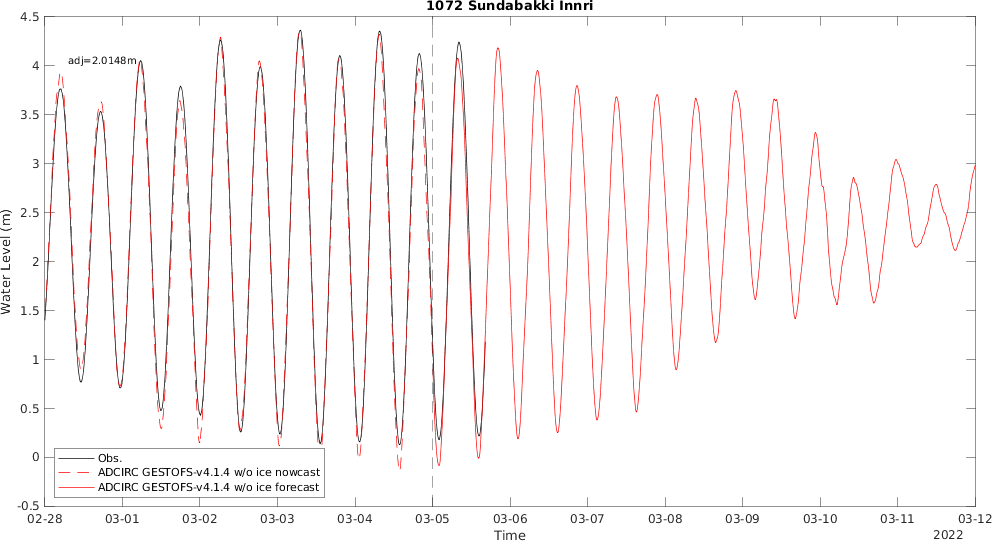 1072 Sundabakki Innri
4.5
4
3.5
3
2.5
2
1.5
1
0.5
0
-0.5
Water Level (m)
adj=2.0148m
Obs.
ADCIRC GESTOFS-v4.1.4 w/o ice nowcast
ADCIRC GESTOFS-v4.1.4 w/o ice forecast
02-28 03-01 03-02 03-03 03-04 03-05 03-06 03-07 03-08 03-09 03-10 03-11 03-12
Time
2022